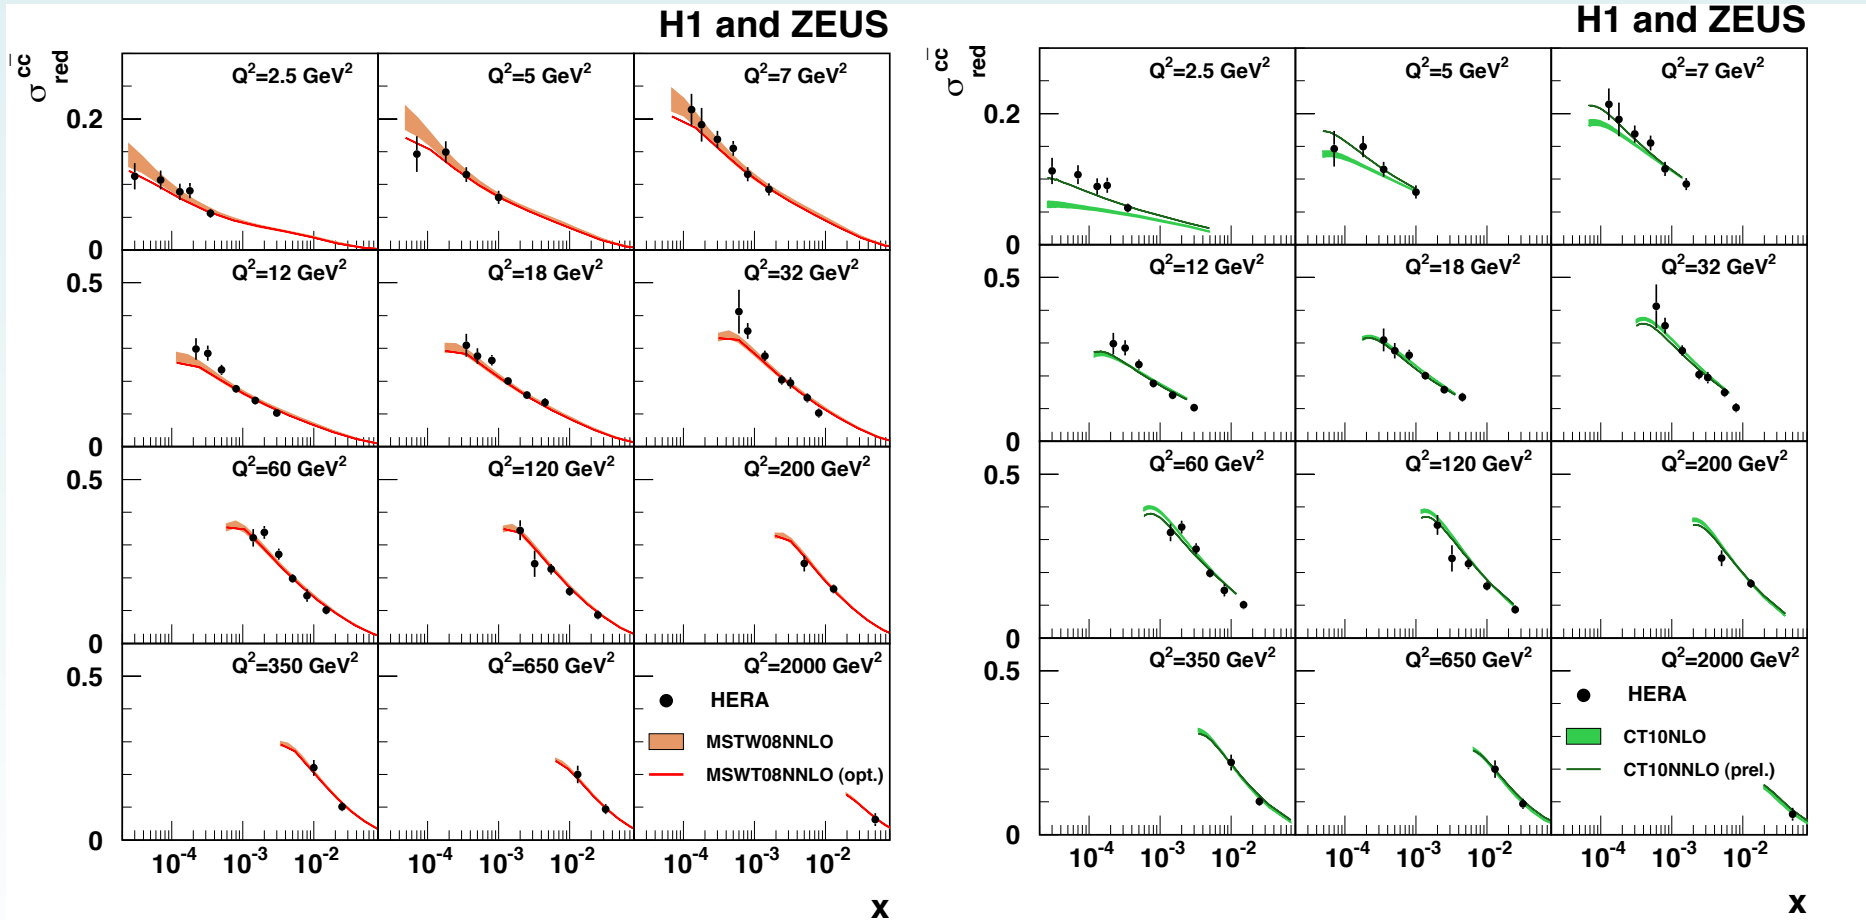 H1 and ZEUS
σ red cc̄
Q²=2.5 GeV²
Q²=5 GeV²
Q²=7 GeV²
0.2
0
Q²=12 GeV²
Q²=18 GeV²
Q²=32 GeV²
0.5
0
Q²=60 GeV²
Q²=120 GeV²
Q²=200 GeV²
0.5
0
Q²=350 GeV²
Q²=650 GeV²
Q²=2000 GeV²
0.5
HERA
MSTW08NNLO
MSWT08NNLO (opt.)
0
10⁻⁴ 10⁻³ 10⁻²
10⁻⁴ 10⁻³ 10⁻²
10⁻⁴ 10⁻³ 10⁻²
x
H1 and ZEUS
σ red cc̄
Q²=2.5 GeV²
Q²=5 GeV²
Q²=7 GeV²
0.2
0
Q²=12 GeV²
Q²=18 GeV²
Q²=32 GeV²
0.5
0
Q²=60 GeV²
Q²=120 GeV²
Q²=200 GeV²
0.5
0
Q²=350 GeV²
Q²=650 GeV²
Q²=2000 GeV²
0.5
HERA
CT10NLO
CT10NNLO (prel.)
0
10⁻⁴ 10⁻³ 10⁻²
10⁻⁴ 10⁻³ 10⁻²
10⁻⁴ 10⁻³ 10⁻²
x